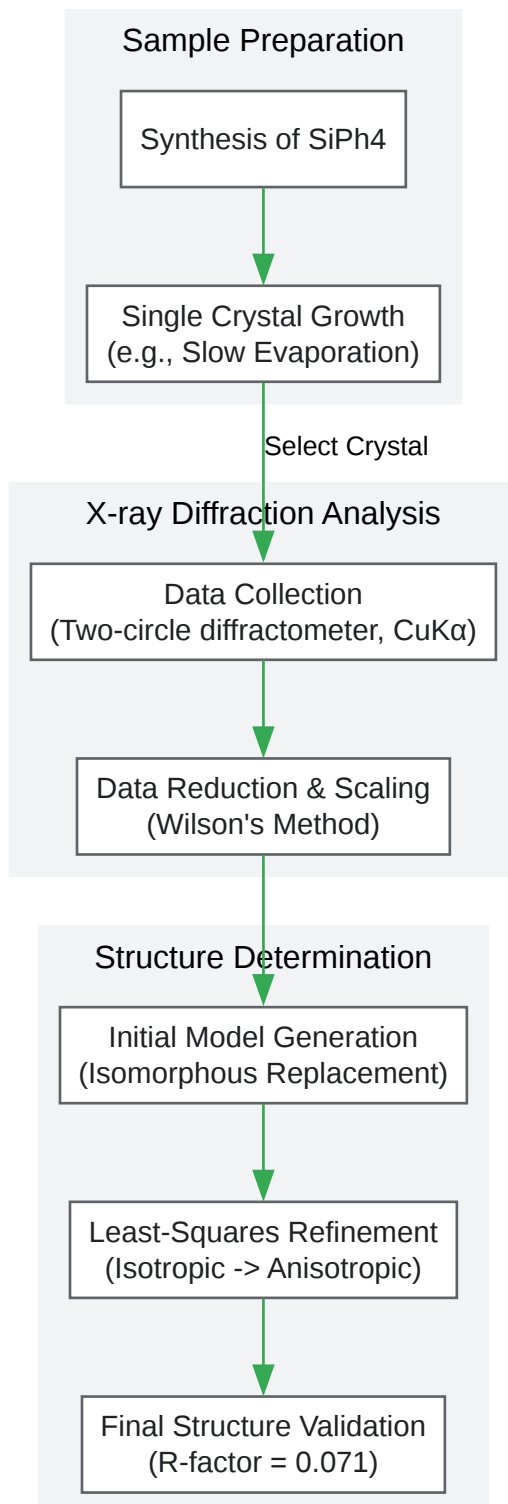 Sample Preparation
Synthesis of SiPh4
Single Crystal Growth
(e.g., Slow Evaporation)
Select Crystal
X-ray Diffraction Analysis
Data Collection
(Two-circle diffractometer, CuKα)
Data Reduction & Scaling
(Wilson's Method)
Structure Determination
Initial Model Generation
(Isomorphous Replacement)
Least-Squares Refinement
(Isotropic -> Anisotropic)
Final Structure Validation
(R-factor = 0.071)